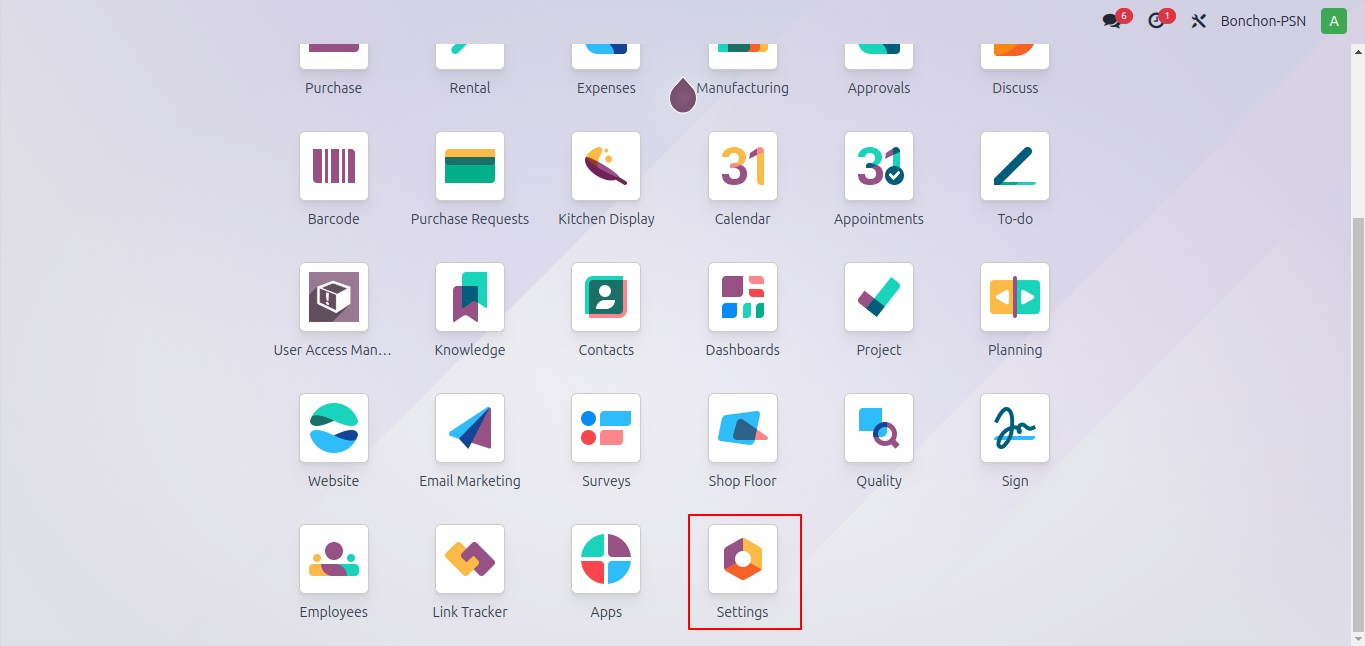 6 1 Bonchon-PSN A
Purchase Rental Expenses Manufacturing Approvals Discuss
31 31
Barcode Purchase Requests Kitchen Display Calendar Appointments To-do
User Access Man... Knowledge Contacts Dashboards Project Planning
Website Email Marketing Surveys Shop Floor Quality Sign
Employees Link Tracker Apps Settings